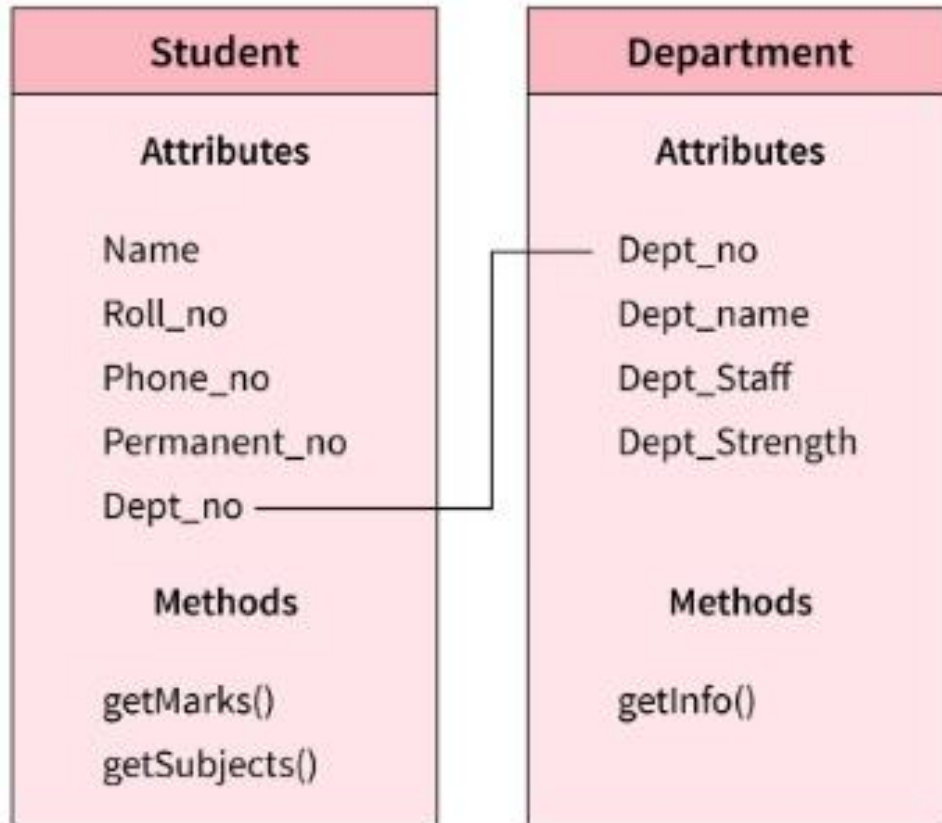 Student
Attributes
Name
Roll_no
Phone_no
Permanent_no
Dept_no
Methods
getMarks()
getSubjects()
Department
Attributes
Dept_no
Dept_name
Dept_Staff
Dept_Strength
Methods
getInfo()